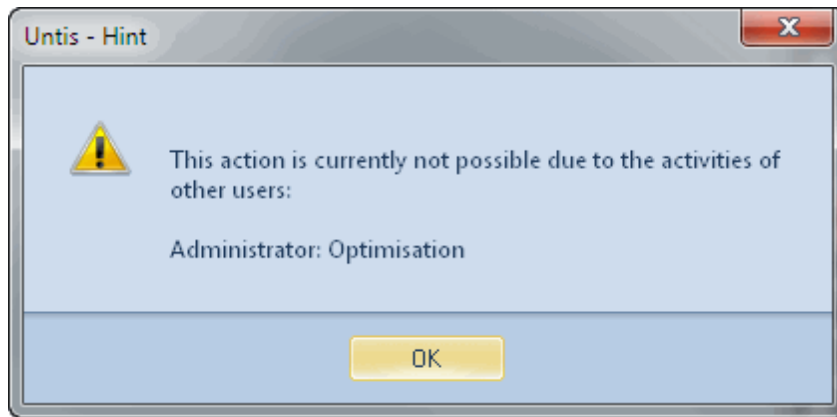 Untis - Hint
This action is currently not possible due to the activities of
other users:
Administrator: Optimisation
OK